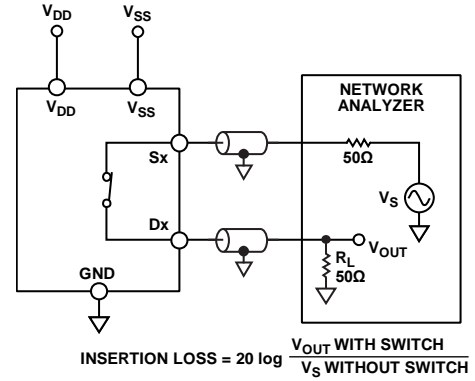 VDD VSS
VDD VSS
NETWORK
ANALYZER
Sx
50Ω
VS
Dx
VOUT
RL
50Ω
GND
INSERTION LOSS = 20 log VOUT WITH SWITCH
VS WITHOUT SWITCH